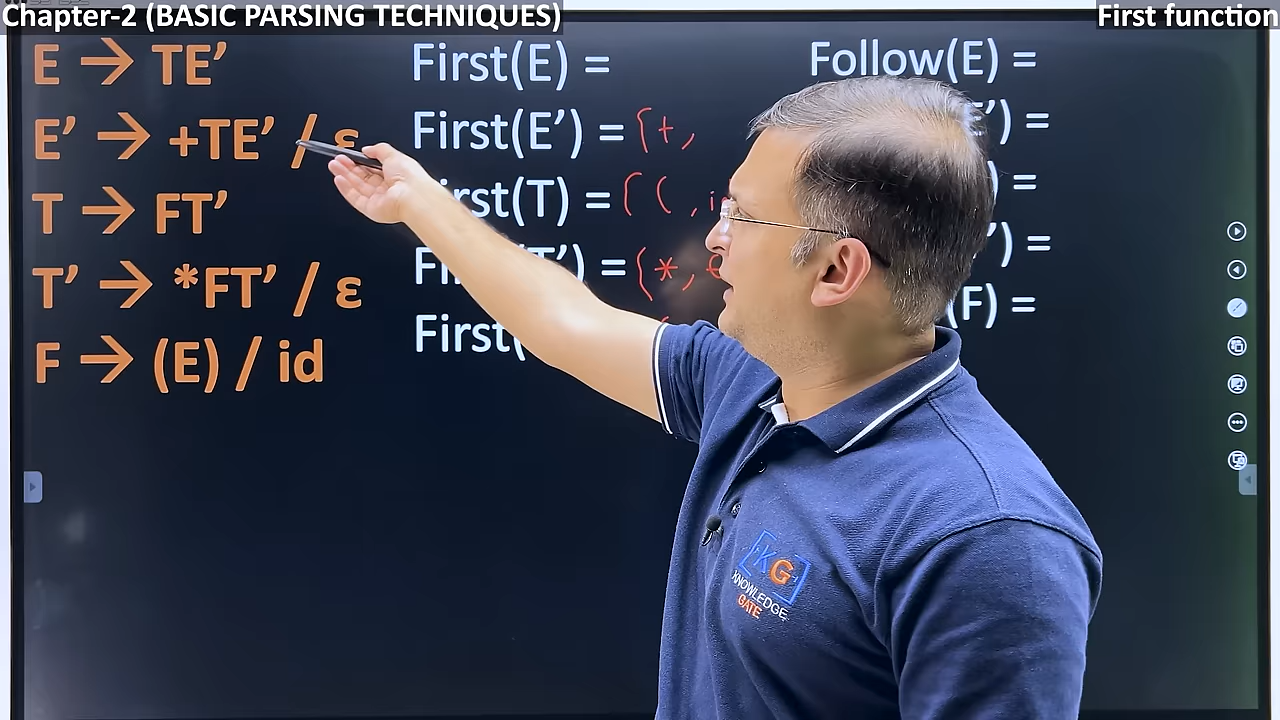 Chapter-2 (BASIC PARSING TECHNIQUES)
First function
E → TE’
E’ → +TE’ / ε
T → FT’
T’ → *FT’ / ε
F → (E) / id
First(E) =
First(E’) = {+,
First(T) = { ( , i
(T’) = {*, ε
First(
Follow(E) =
’) =
=
’) =
(F) =
KG
KNOWLEDGE
GATE